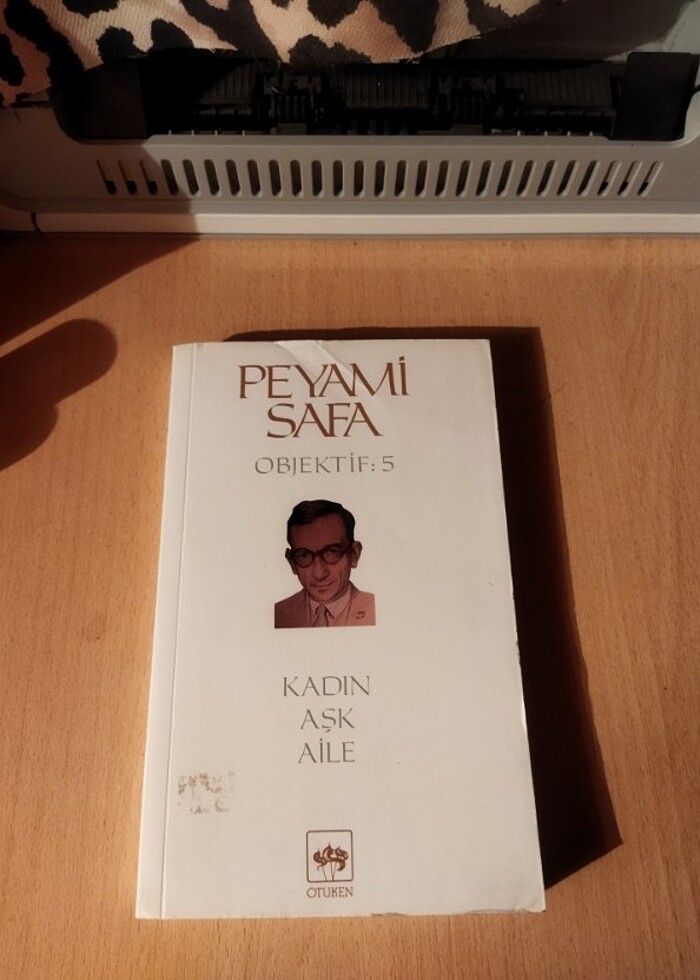 PEYAMİ
SAFA
OBJEKTİF: 5
KADIN
AŞK
AİLE
ÖTÜKEN